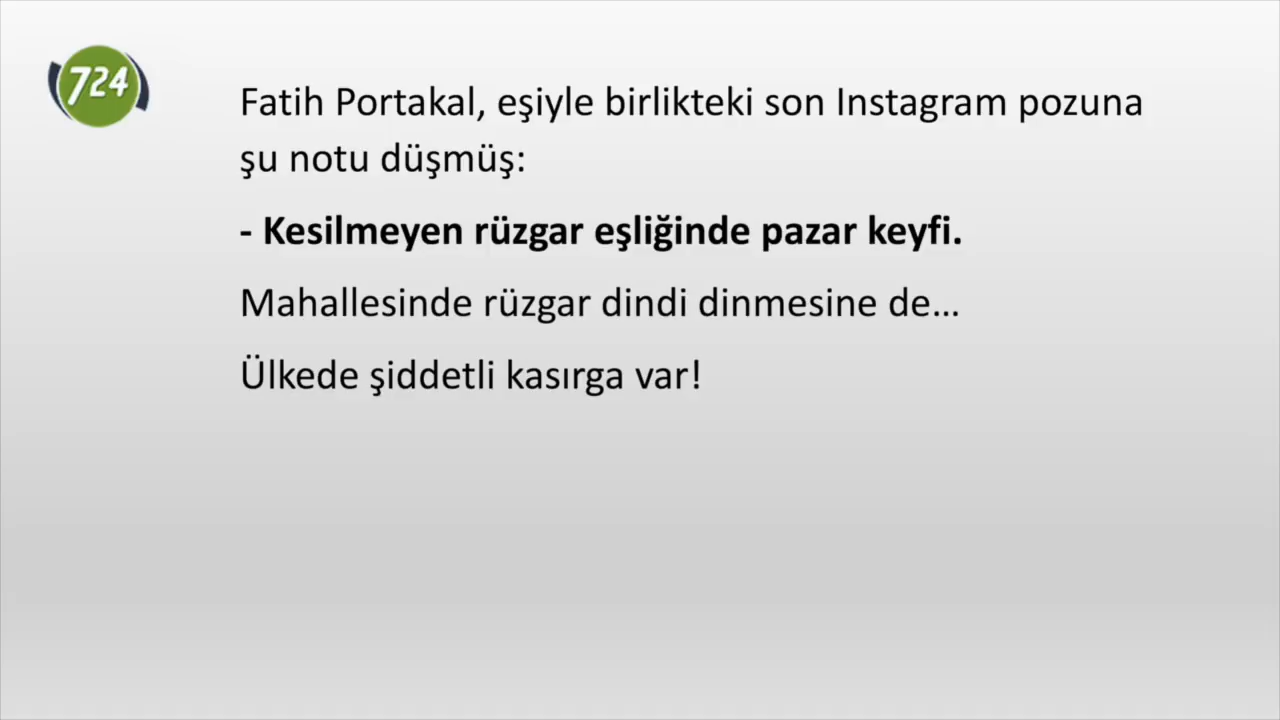 724
Fatih Portakal, eşiyle birlikteki son Instagram pozuna
şu notu düşmüş:
- Kesilmeyen rüzgar eşliğinde pazar keyfi.
Mahallesinde rüzgar dindi dinmesine de…
Ülkede şiddetli kasırga var!